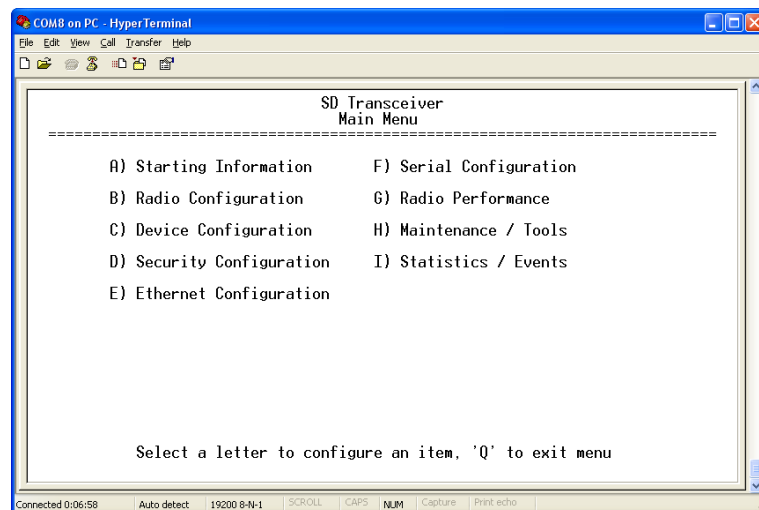 COM8 on PC - HyperTerminal
File Edit View Call Transfer Help
SD Transceiver
Main Menu
================================================================================
A) Starting Information F) Serial Configuration
B) Radio Configuration G) Radio Performance
C) Device Configuration H) Maintenance / Tools
D) Security Configuration I) Statistics / Events
E) Ethernet Configuration
Select a letter to configure an item, 'Q' to exit menu
Connected 0:06:58 Auto detect 19200 8-N-1 SCROLL CAPS NUM Capture Print echo